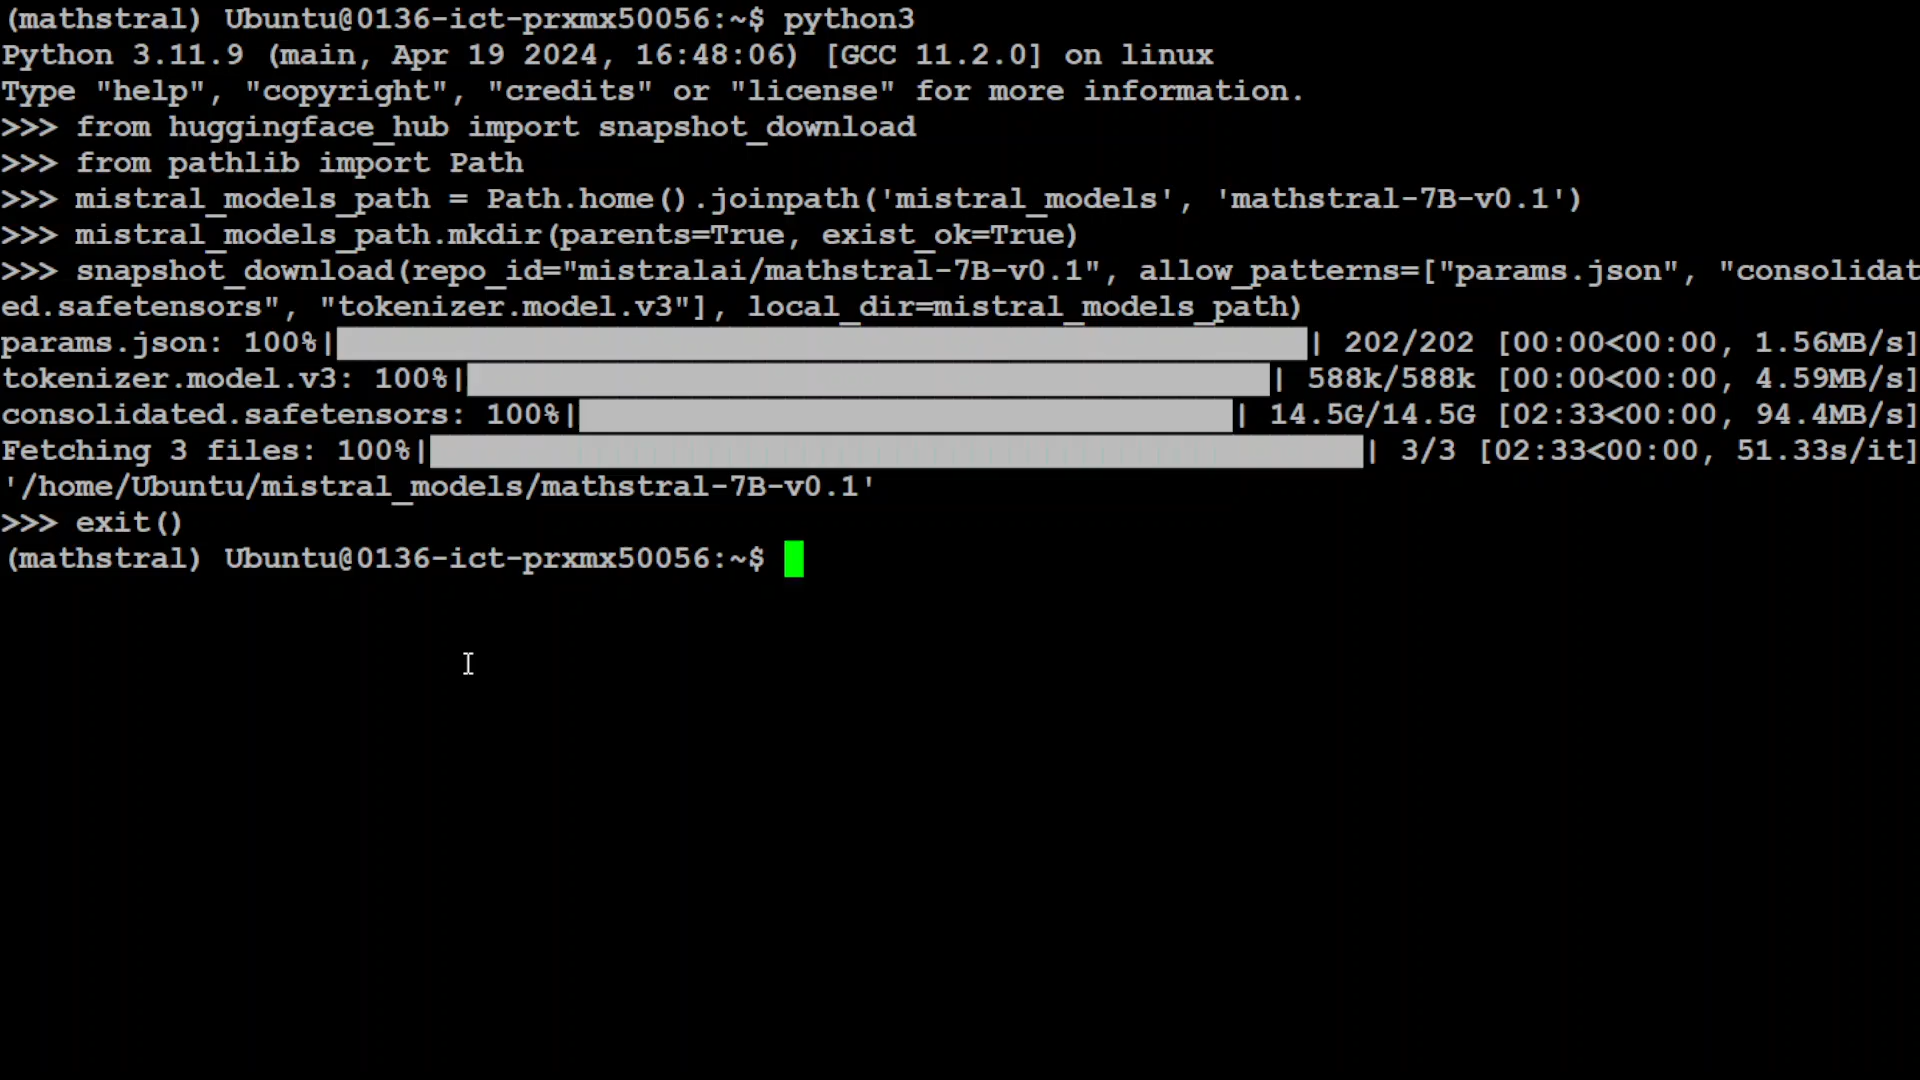 (mathstral) Ubuntu@0136-ict-prxmx50056:~$ python3
Python 3.11.9 (main, Apr 19 2024, 16:48:06) [GCC 11.2.0] on linux
Type "help", "copyright", "credits" or "license" for more information.
>>> from huggingface_hub import snapshot_download
>>> from pathlib import Path
>>> mistral_models_path = Path.home().joinpath('mistral_models', 'mathstral-7B-v0.1')
>>> mistral_models_path.mkdir(parents=True, exist_ok=True)
>>> snapshot_download(repo_id="mistralai/mathstral-7B-v0.1", allow_patterns=["params.json", "consolidat
ed.safetensors", "tokenizer.model.v3"], local_dir=mistral_models_path)
params.json: 100%| | 202/202 [00:00<00:00, 1.56MB/s]
tokenizer.model.v3: 100%| | 588k/588k [00:00<00:00, 4.59MB/s]
consolidated.safetensors: 100%| | 14.5G/14.5G [02:33<00:00, 94.4MB/s]
Fetching 3 files: 100%| | 3/3 [02:33<00:00, 51.33s/it]
'/home/Ubuntu/mistral_models/mathstral-7B-v0.1'
>>> exit()
(mathstral) Ubuntu@0136-ict-prxmx50056:~$